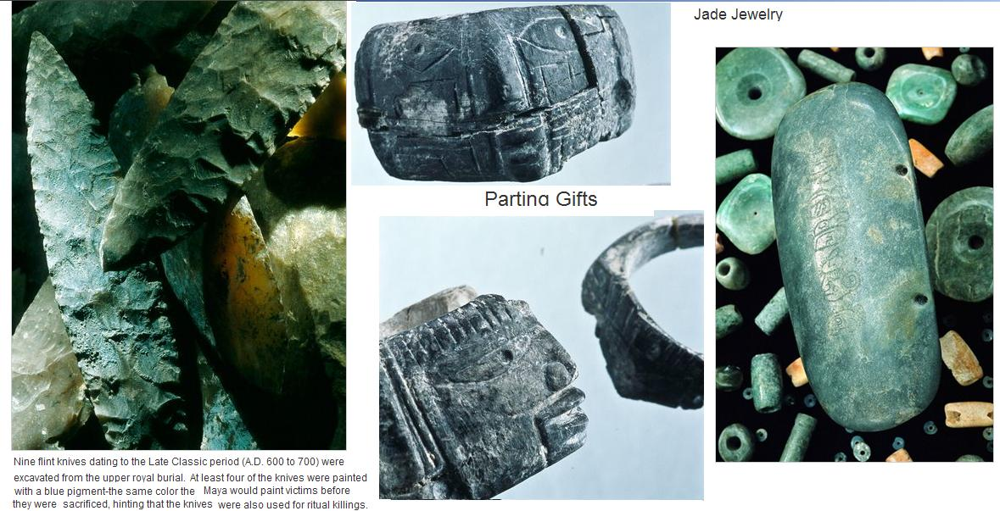 Jade Jewelry
Parting Gifts
Nine flint knives dating to the Late Classic period (A.D. 600 to 700) were
excavated from the upper royal burial. At least four of the knives were painted
with a blue pigment-the same color the Maya would paint victims before
they were sacrificed, hinting that the knives were also used for ritual killings.